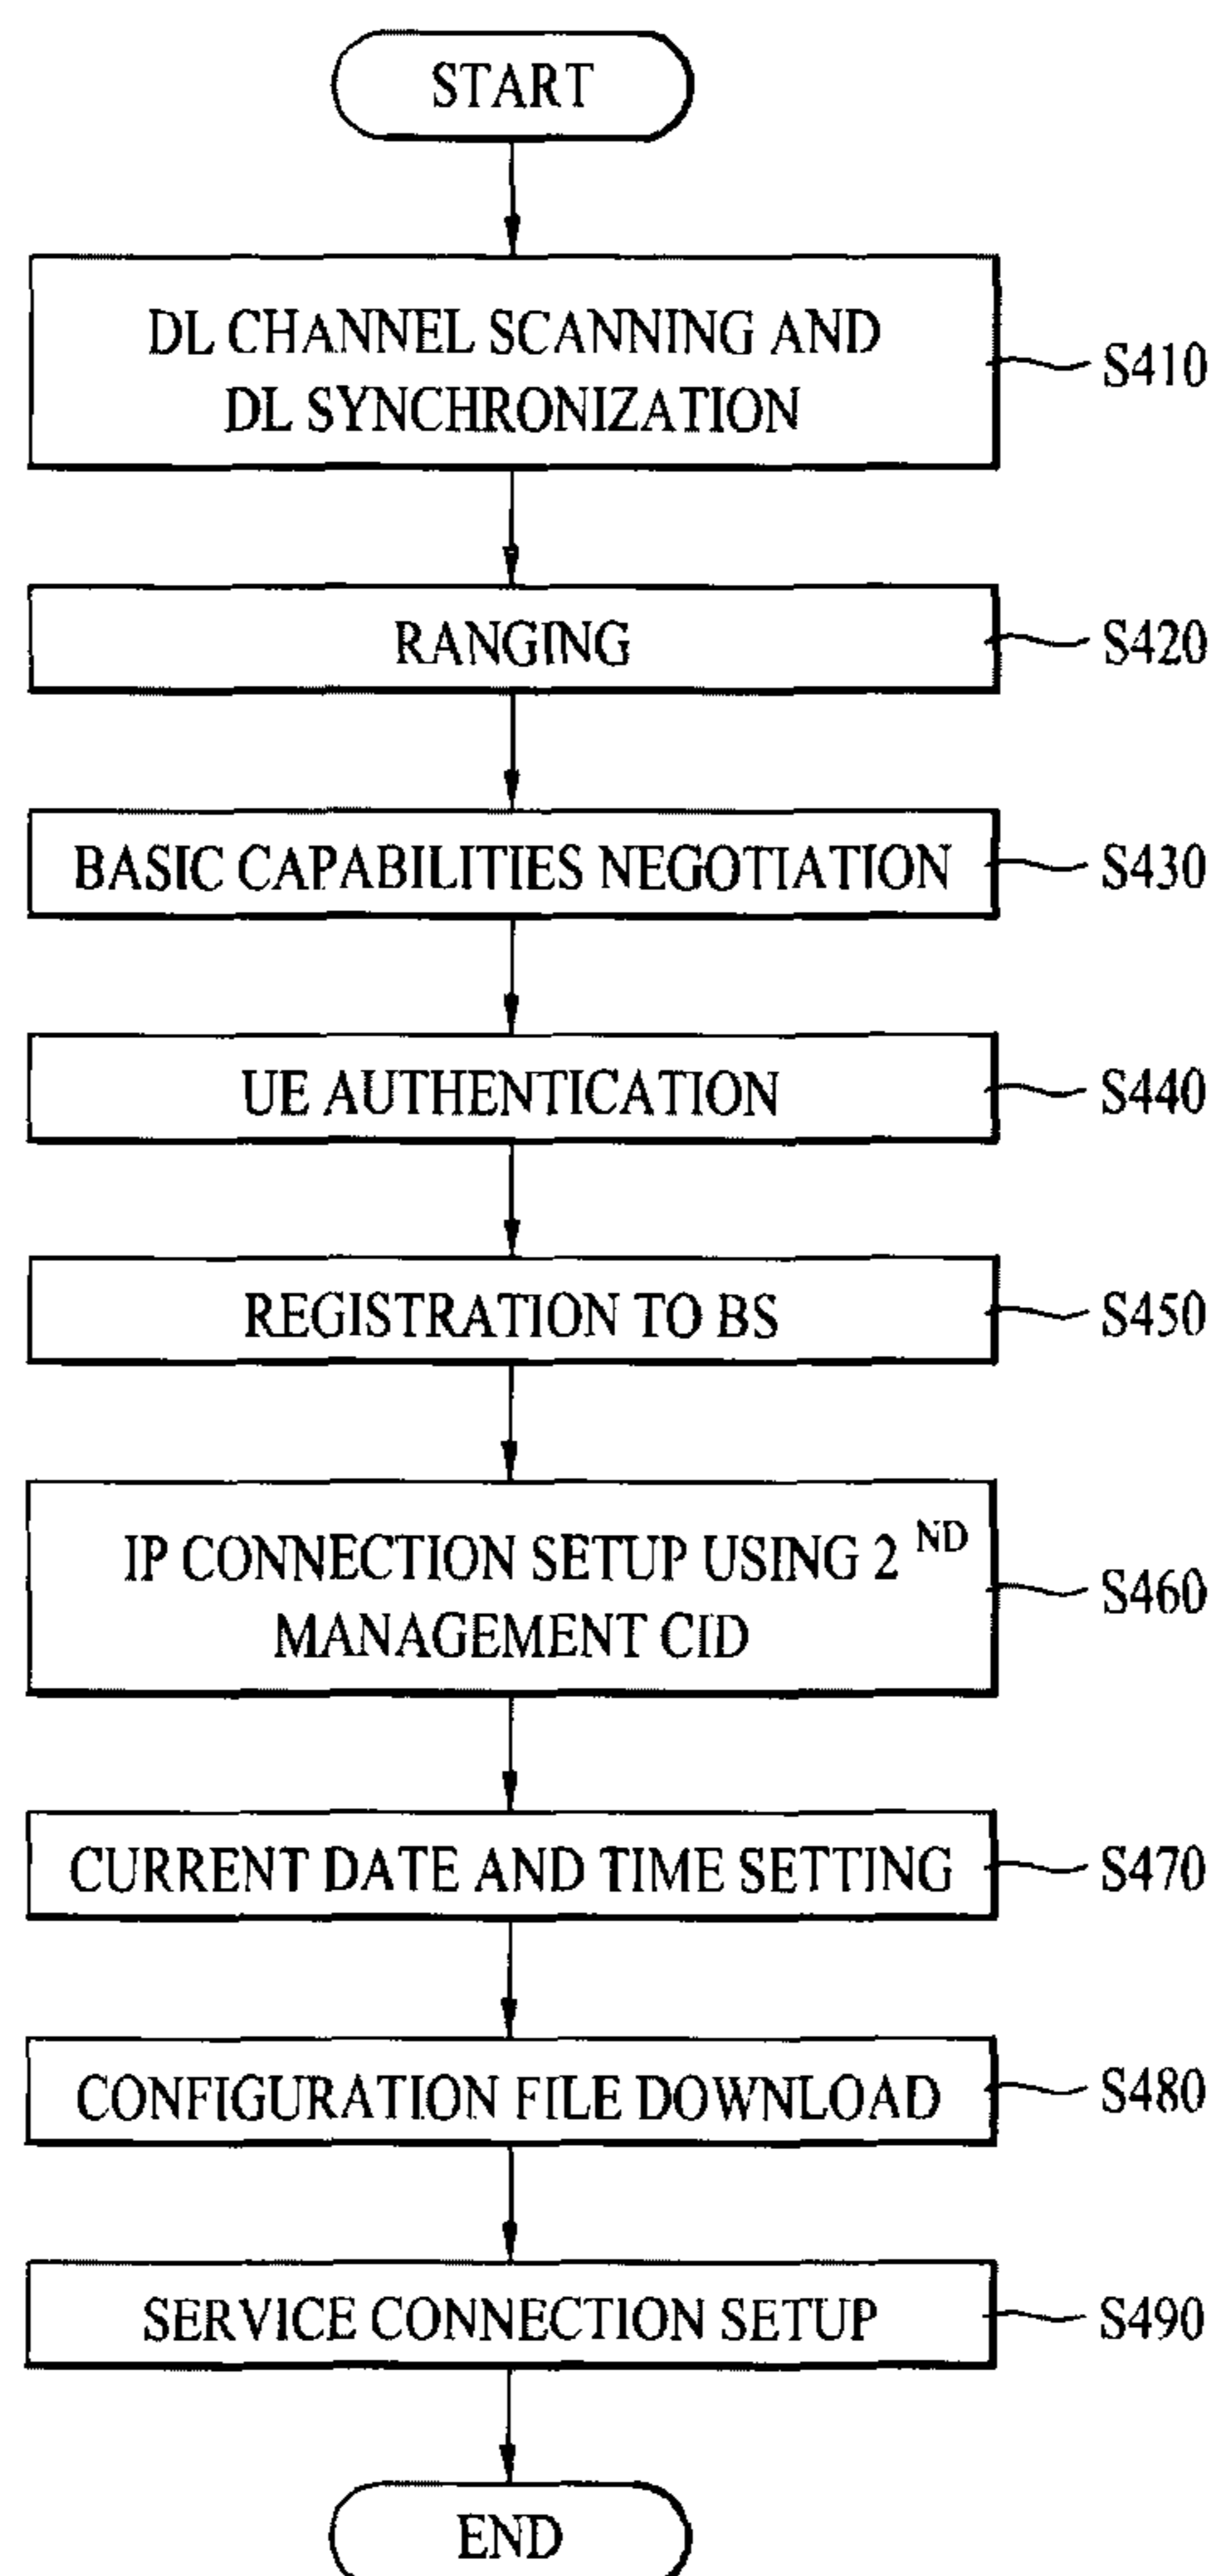 START
DL CHANNEL SCANNING AND
DL SYNCHRONIZATION
S410
RANGING
S420
BASIC CAPABILITIES NEGOTIATION
S430
UE AUTHENTICATION
S440
REGISTRATION TO BS
S450
IP CONNECTION SETUP USING 2 ND
MANAGEMENT CID
S460
CURRENT DATE AND TIME SETTING
S470
CONFIGURATION FILE DOWNLOAD
S480
SERVICE CONNECTION SETUP
S490
END